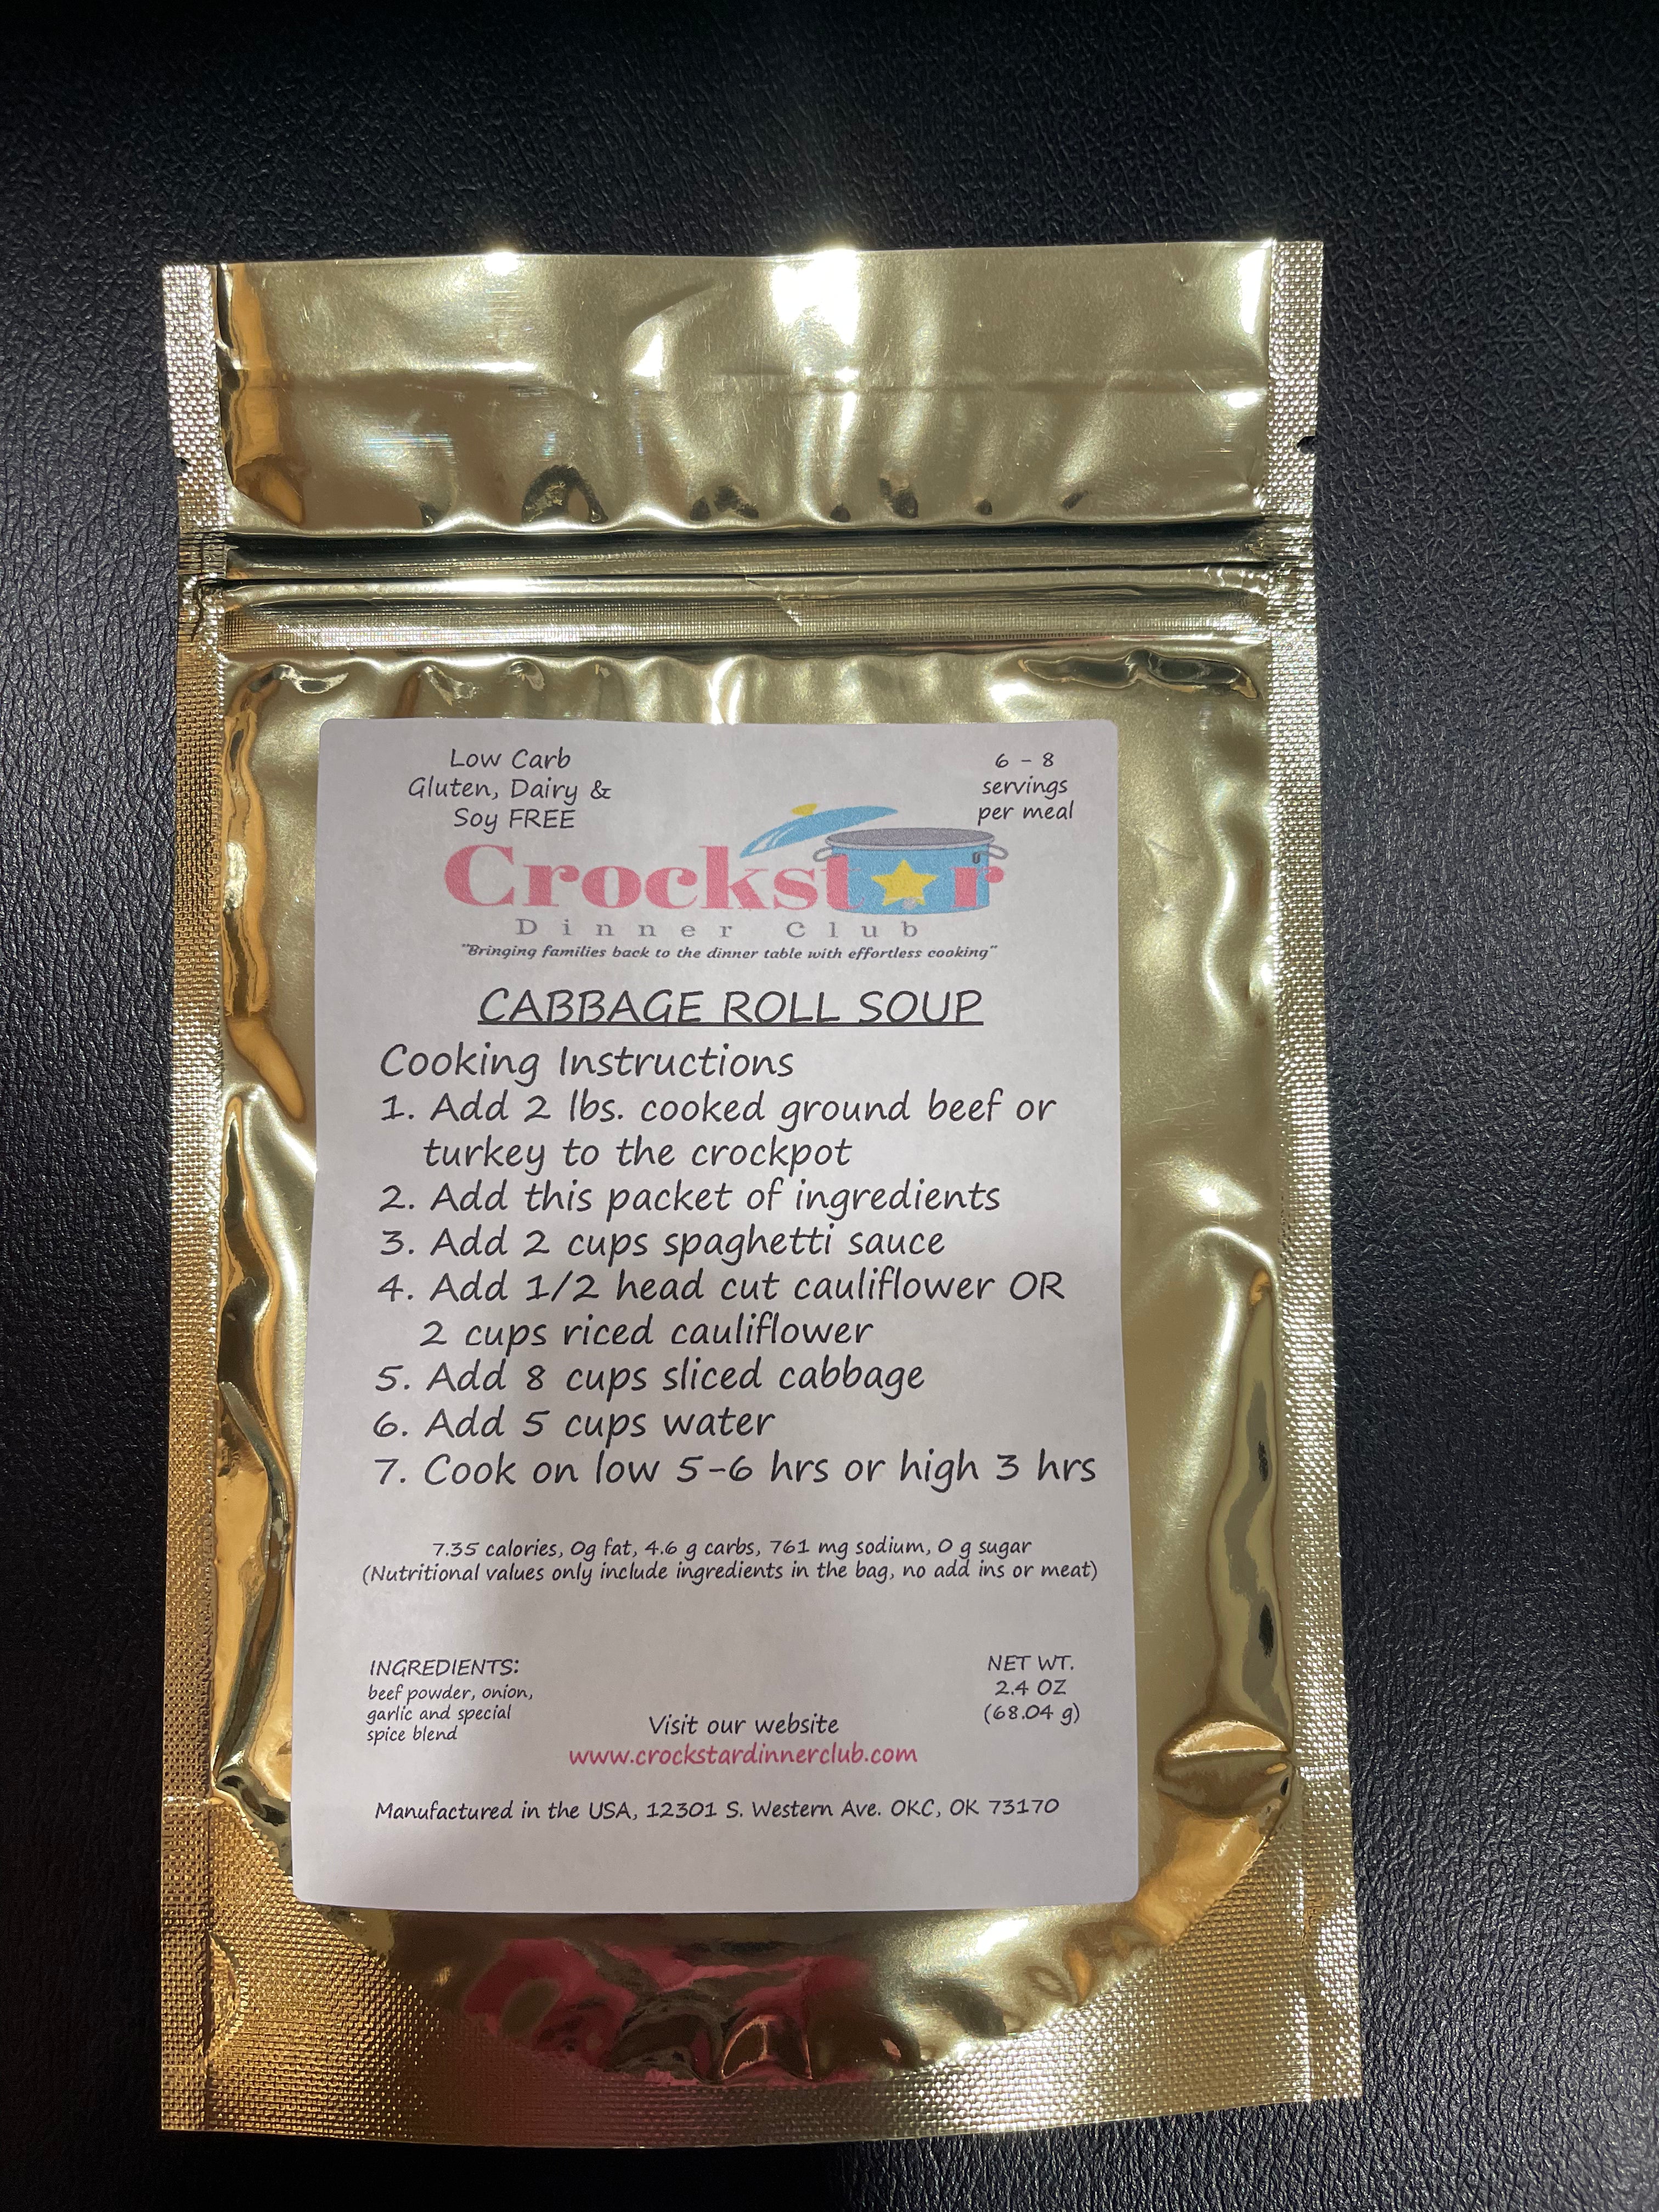 Low Carb
Gluten, Dairy &
Soy FREE
6 - 8
servings
per meal
Crockstar
Dinner Club
"Bringing families back to the dinner table with effortless cooking"
CABBAGE ROLL SOUP
Cooking Instructions
1. Add 2 lbs. cooked ground beef or
turkey to the crockpot
2. Add this packet of ingredients
3. Add 2 cups spaghetti sauce
4. Add 1/2 head cut cauliflower OR
2 cups riced cauliflower
5. Add 8 cups sliced cabbage
6. Add 5 cups water
7. Cook on low 5-6 hrs or high 3 hrs
7.35 calories, 0g fat, 4.6 g carbs, 761 mg sodium, 0 g sugar
(Nutritional values only include ingredients in the bag, no add ins or meat)
INGREDIENTS:
beef powder, onion,
garlic and special
spice blend
NET WT.
2.4 OZ
(68.04 g)
Visit our website
www.crockstardinnerclub.com
Manufactured in the USA, 12301 S. Western Ave. OKC, OK 73170